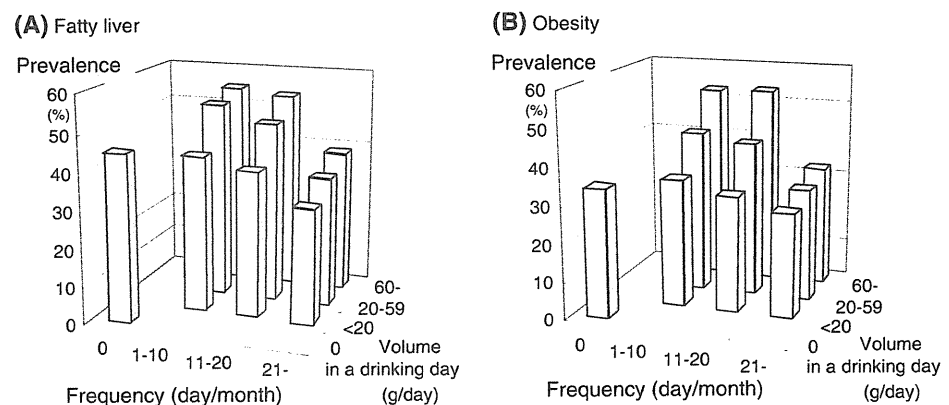 (A) Fatty liver
Prevalence
60
(%)
50
40
30
20
10
0
0
1-10
11-20
21-
Frequency (day/month)
60-
20-59
<20
0
Volume
in a drinking day
(g/day)
(B) Obesity
Prevalence
60
(%)
50
40
30
20
10
0
0
1-10
11-20
21-
Frequency (day/month)
60-
20-59
<20
0
Volume
in a drinking day
(g/day)